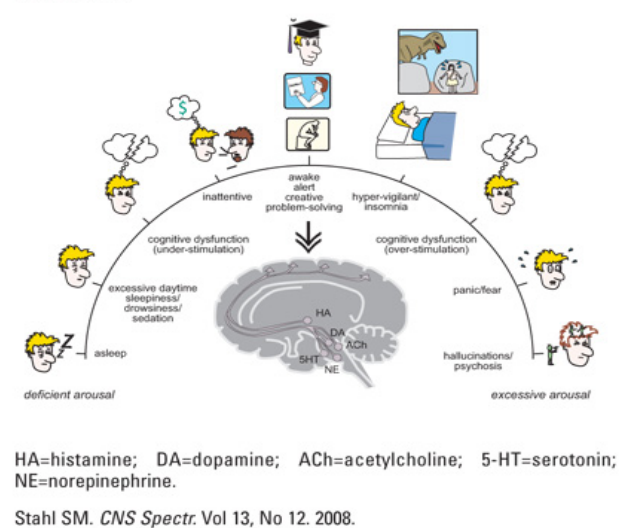 $
awake
alert
creative
problem-solving
inattentive
hyper-vigilant/
insomnia
cognitive dysfunction
(under-stimulation)
cognitive dysfunction
(over-stimulation)
excessive daytime
sleepiness/
drowsiness/
sedation
panic/fear
HA
DA
ACh
5HT
NE
Z
Z
Z
asleep
hallucinations/
psychosis
deficient arousal
excessive arousal
HA=histamine; DA=dopamine; ACh=acetylcholine; 5-HT=serotonin;
NE=norepinephrine.
Stahl SM. CNS Spectr. Vol 13, No 12. 2008.